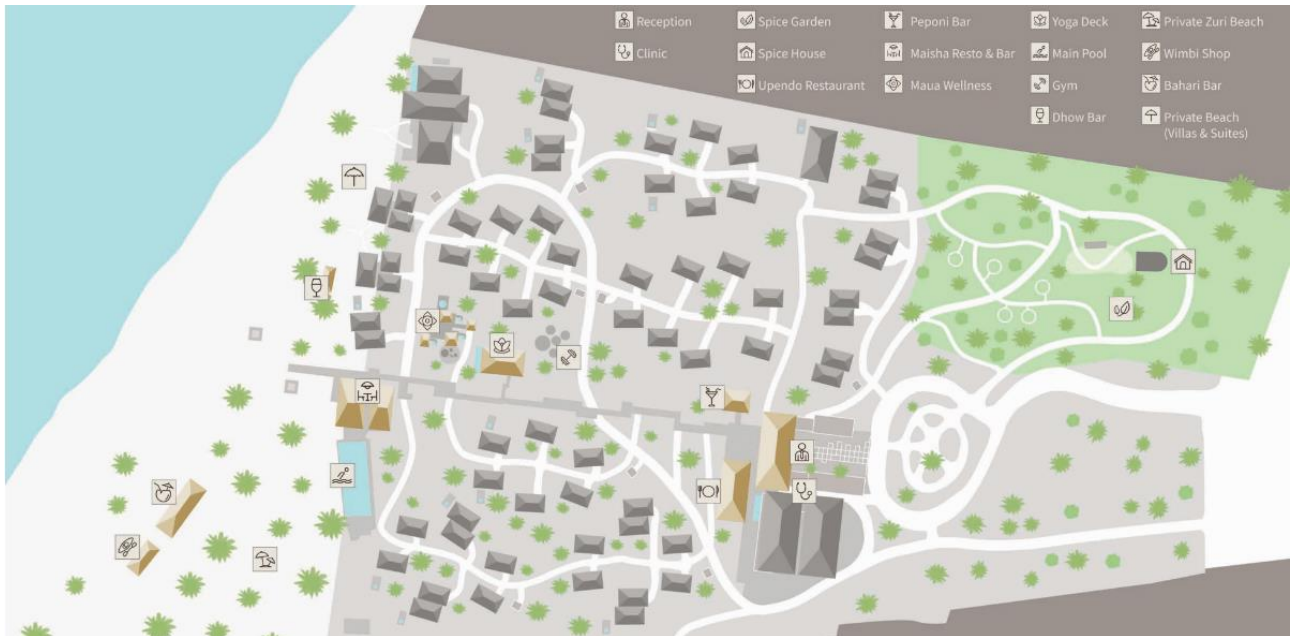 Reception
Clinic
Spice Garden
Spice House
Upendo Restaurant
Peponi Bar
Maisha Resto & Bar
Maua Wellness
Yoga Deck
Main Pool
Gym
Dhow Bar
Private Zuri Beach
Wimbi Shop
Bahari Bar
Private Beach
(Villas & Suites)